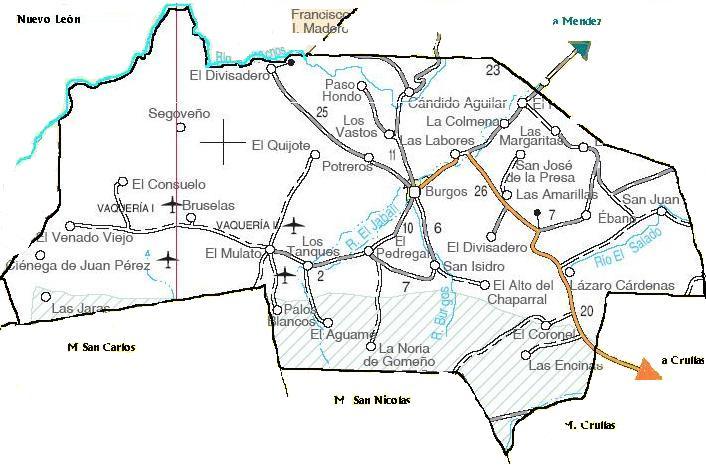 Nuevo León
Francisco
I. Madero
a Mendez
Río
El Divisadero
23
Paso
Hondo
Cándido Aguilar
Segoveño
25
La Colmena
Los
Vastos
Las Labores
Las
Margaritas
El Quijote
11
Potreros
San José
de la Presa
El Consuelo
Burgos
26
Las Amarillas
San Juan
VAQUERÍA I
Bruselas
VAQUERÍA II
R. El Jabalí
10
6
7
Ébano
El Venado Viejo
El Mulato
Los
Tanques
El
Pedregal
El Divisadero
Río El Salado
Ciénega de Juan Pérez
2
San Isidro
Lázaro Cárdenas
7
El Alto del
Chaparral
Las Jaras
Palos
Blancos
R. Burgos
20
El Aguame
El Coronel
M San Carlos
La Noria
de Gomeño
Las Encinas
a Cruillas
M San Nicolas
M. Cruillas